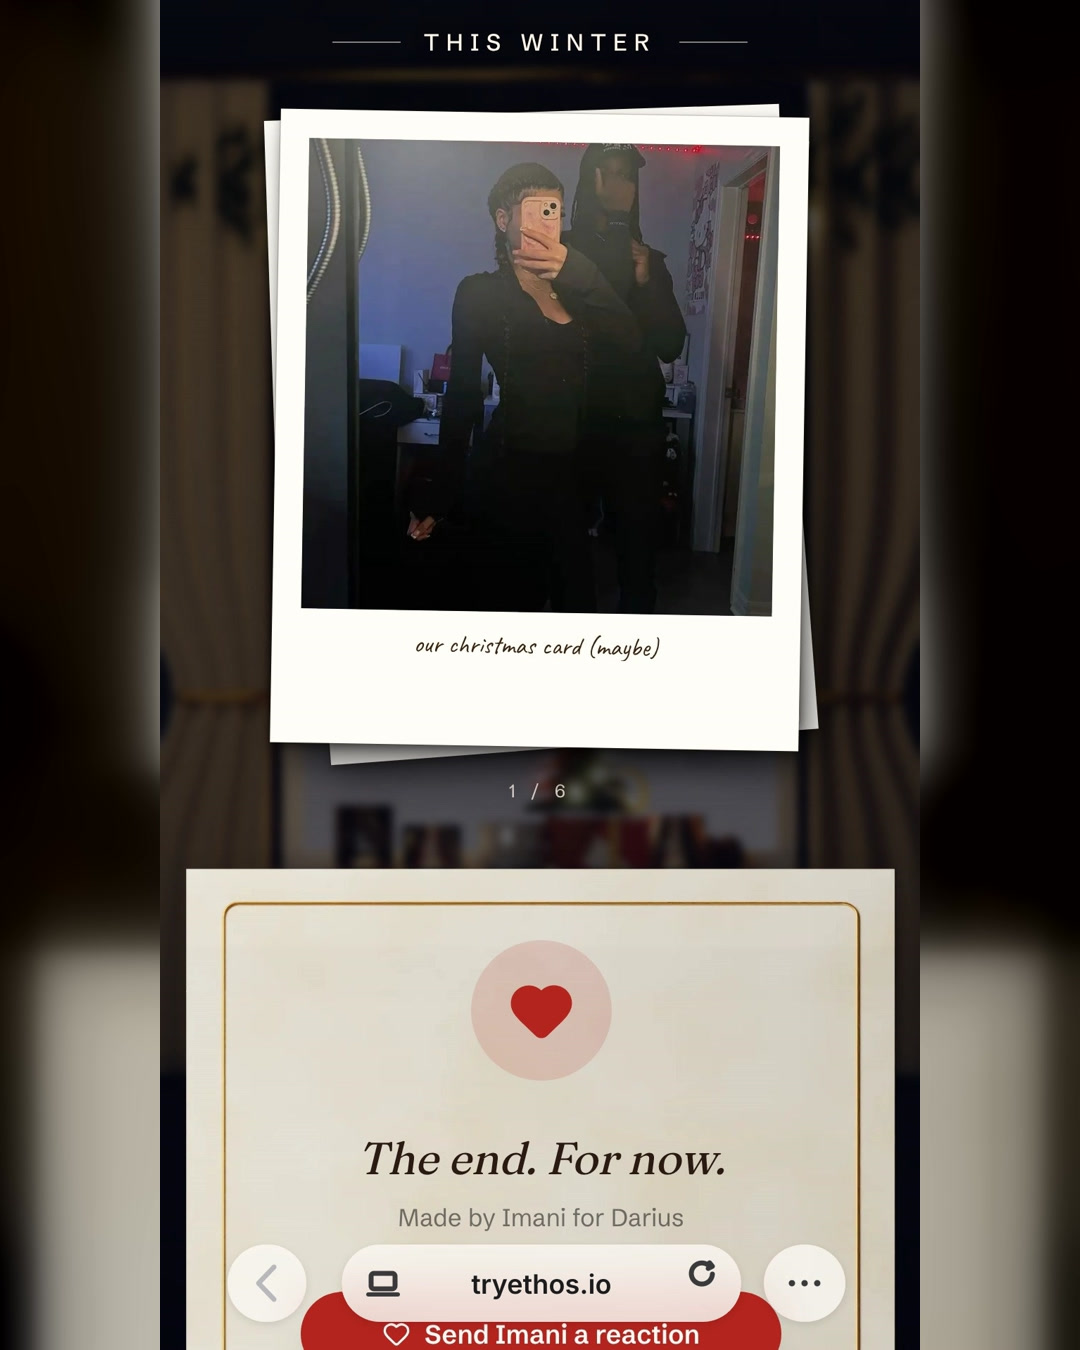 THIS WINTER
our christmas card (maybe)
1 / 6
The end. For now.
Made by Imani for Darius
tryethos.io
Send Imani a reaction